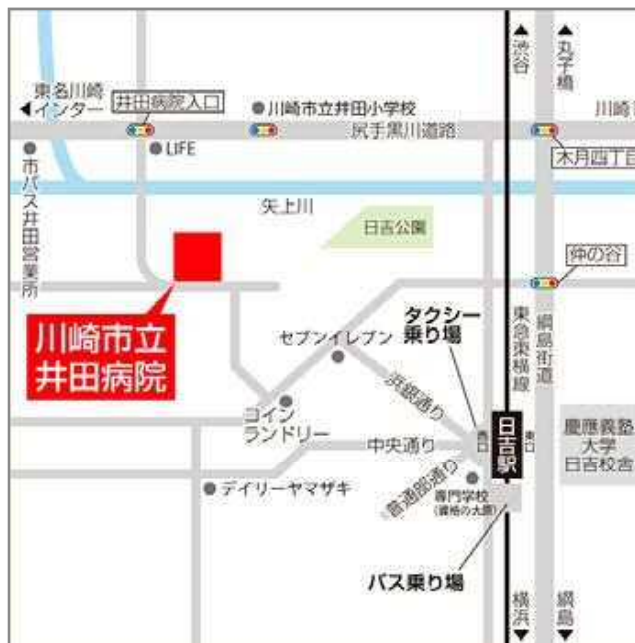 渋谷
丸子橋
東名川崎
インター
井田病院入口
川崎市立井田小学校
川崎
尻手黒川道路
LIFE
木月四丁目
市バス井田営業所
矢上川
日吉公園
仲の谷
川崎市立
井田病院
タクシー
乗り場
セブンイレブン
東急東横線
綱島街道
浜銀通り
コイン
ランドリー
中央通り
西口
日吉駅
東口
慶應義塾
大学
日吉校舎
普通部通り
デイリーヤマザキ
専門学校
(資格の大原)
バス乗り場
横浜
綱島